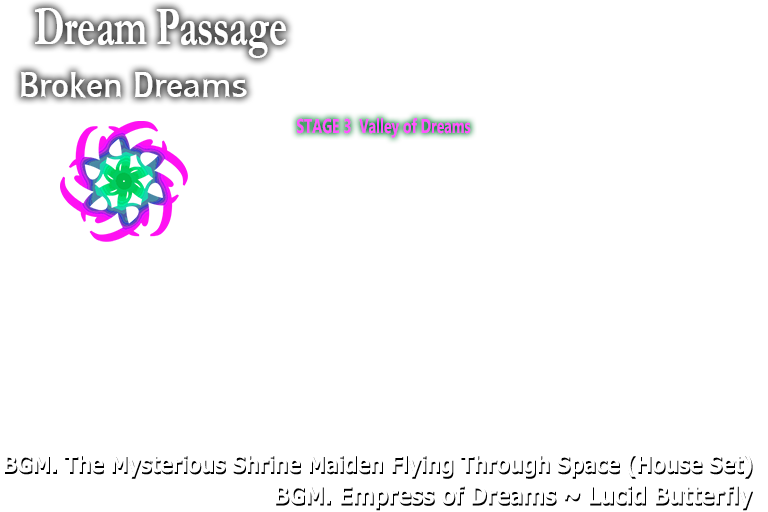 Dream Passage
Broken Dreams
STAGE 3 Valley of Dreams
BGM. The Mysterious Shrine Maiden Flying Through Space (House Set)
BGM. Empress of Dreams ~ Lucid Butterfly